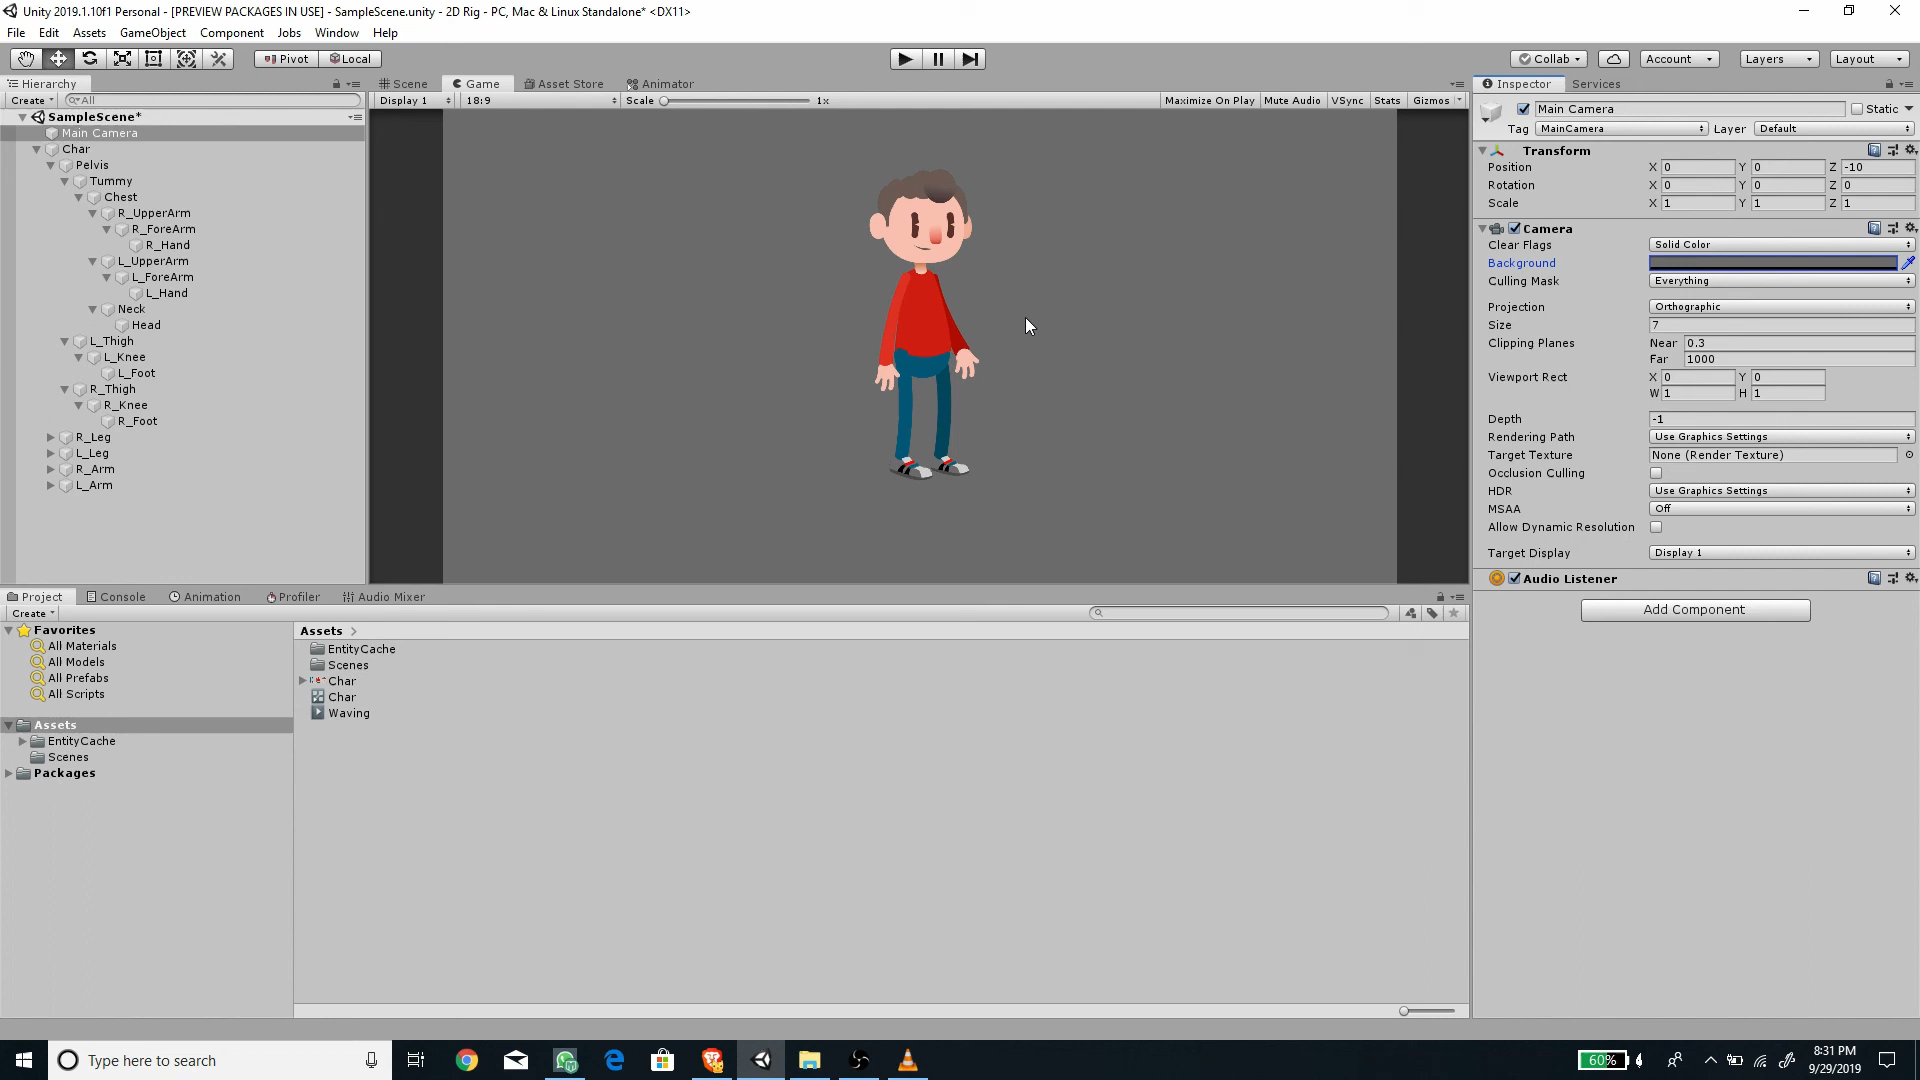 Unity 2019.1.10f1 Personal - [PREVIEW PACKAGES IN USE] - SampleScene.unity - 2D Rig - PC, Mac & Linux Standalone* <DX11>
File Edit Assets GameObject Component Jobs Window Help
Pivot Local Collab Account Layers Layout
Hierarchy Scene Game Asset Store Animator Inspector Services
Create All Display 1 18:9 Scale 1x Maximize On Play Mute Audio VSync Stats Gizmos
Main Camera Static
SampleScene*
Tag MainCamera Layer Default
Main Camera
Char
Transform
Pelvis
Position X 0 Y 0 Z -10
Tummy
Rotation X 0 Y 0 Z 0
Chest
Scale X 1 Y 1 Z 1
R_UpperArm
R_ForeArm
Camera
R_Hand
Clear Flags Solid Color
L_UpperArm
Background
L_ForeArm
Culling Mask Everything
L_Hand
Neck
Projection Orthographic
Head
Size 7
L_Thigh
Clipping Planes Near 0.3
L_Knee
Far 1000
L_Foot
Viewport Rect X 0 Y 0
R_Thigh
W 1 H 1
R_Knee
R_Foot
Depth -1
R_Leg
Rendering Path Use Graphics Settings
L_Leg
Target Texture None (Render Texture)
R_Arm
Occlusion Culling
L_Arm
HDR Use Graphics Settings
MSAA Off
Allow Dynamic Resolution
Target Display Display 1
Audio Listener
Add Component
Project Console Animation Profiler Audio Mixer
Create
Favorites
All Materials
All Models
All Prefabs
All Scripts
Assets
EntityCache
Scenes
Packages
Assets
EntityCache
Scenes
Char
Char
Waving
Type here to search
60%
8:31 PM
9/29/2019